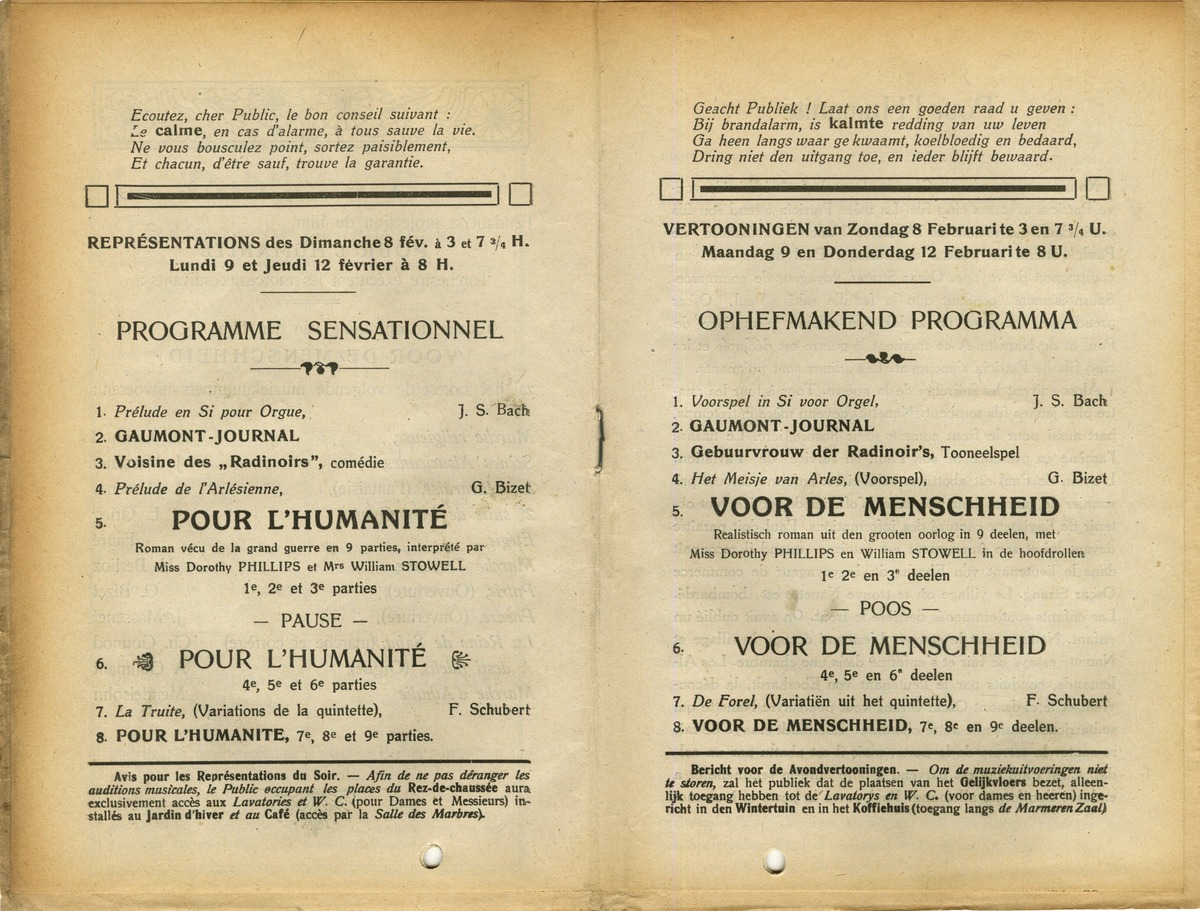 Ecoutez, cher Public, le bon conseil suivant :
Le calme, en cas d'alarme, à tous sauve la vie.
Ne vous bousculez point, sortez paisiblement,
Et chacun, d'être sauf, trouve la garantie.
REPRÉSENTATIONS des Dimanche 8 fév. à 3 et 7 3/4 H.
Lundi 9 et Jeudi 12 février à 8 H.
PROGRAMME SENSATIONNEL
1. Prélude en Si pour Orgue, J. S. Bach
2. GAUMONT-JOURNAL
3. Voisine des „Radinoirs”, comédie
4. Prélude de l'Arlésienne, G. Bizet
5. POUR L'HUMANITÉ
Roman vécu de la grand guerre en 9 parties, interprété par
Miss Dorothy PHILLIPS et Mrs William STOWELL
1e, 2e et 3e parties
— PAUSE —
6. POUR L'HUMANITÉ
4e, 5e et 6e parties
7. La Truite, (Variations de la quintette), F. Schubert
8. POUR L'HUMANITE, 7e, 8e et 9e parties.
Avis pour les Représentations du Soir. — Afin de ne pas déranger les
auditions musicales, le Public occupant les places du Rez-de-chaussée aura
exclusivement accès aux Lavatories et W. C. (pour Dames et Messieurs) in-
stallés au Jardin d'hiver et au Café (accès par la Salle des Marbres).
Geacht Publiek ! Laat ons een goeden raad u geven :
Bij brandalarm, is kalmte redding van uw leven
Ga heen langs waar ge kwaamt, koelbloedig en bedaard,
Dring niet den uitgang toe, en ieder blijft bewaard.
VERTOONINGEN van Zondag 8 Februari te 3 en 7 3/4 U.
Maandag 9 en Donderdag 12 Februari te 8 U.
OPHEFMAKEND PROGRAMMA
1. Voorspel in Si voor Orgel, J. S. Bach
2. GAUMONT-JOURNAL
3. Gebuurvrouw der Radinoir's, Tooneelspel
4. Het Meisje van Arles, (Voorspel), G. Bizet
5. VOOR DE MENSCHHEID
Realistisch roman uit den grooten oorlog in 9 deelen, met
Miss Dorothy PHILLIPS en William STOWELL in de hoofdrollen
1e 2e en 3e deelen
— POOS —
6. VOOR DE MENSCHHEID
4e, 5e en 6e deelen
7. De Forel, (Variatiën uit het quintette), F. Schubert
8. VOOR DE MENSCHHEID, 7e, 8e en 9e deelen.
Bericht voor de Avondvertooningen. — Om de muziekuitvoeringen niet
te storen, zal het publiek dat de plaatsen van het Gelijkvloers bezet, alleen-
lijk toegang hebben tot de Lavatorys en W. C. (voor dames en heeren) inge-
richt in den Wintertuin en in het Koffiehuis (toegang langs de Marmeren Zaal)